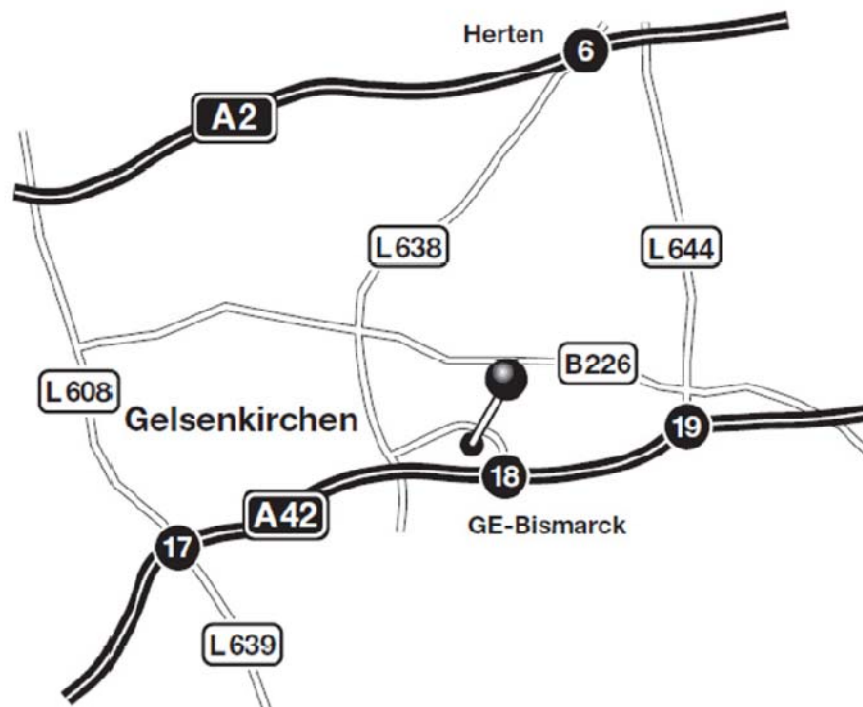 Herten
6
A2
L638
L644
B226
L608
Gelsenkirchen
19
18
A42
GE-Bismarck
17
L639